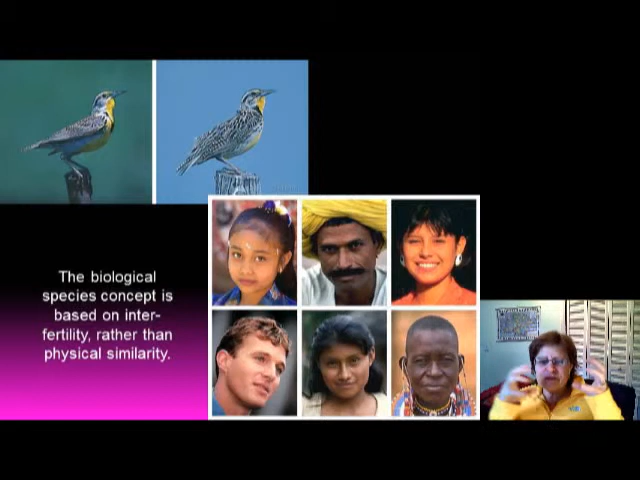 The biological
species concept is
based on inter-
fertility, rather than
physical similarity.